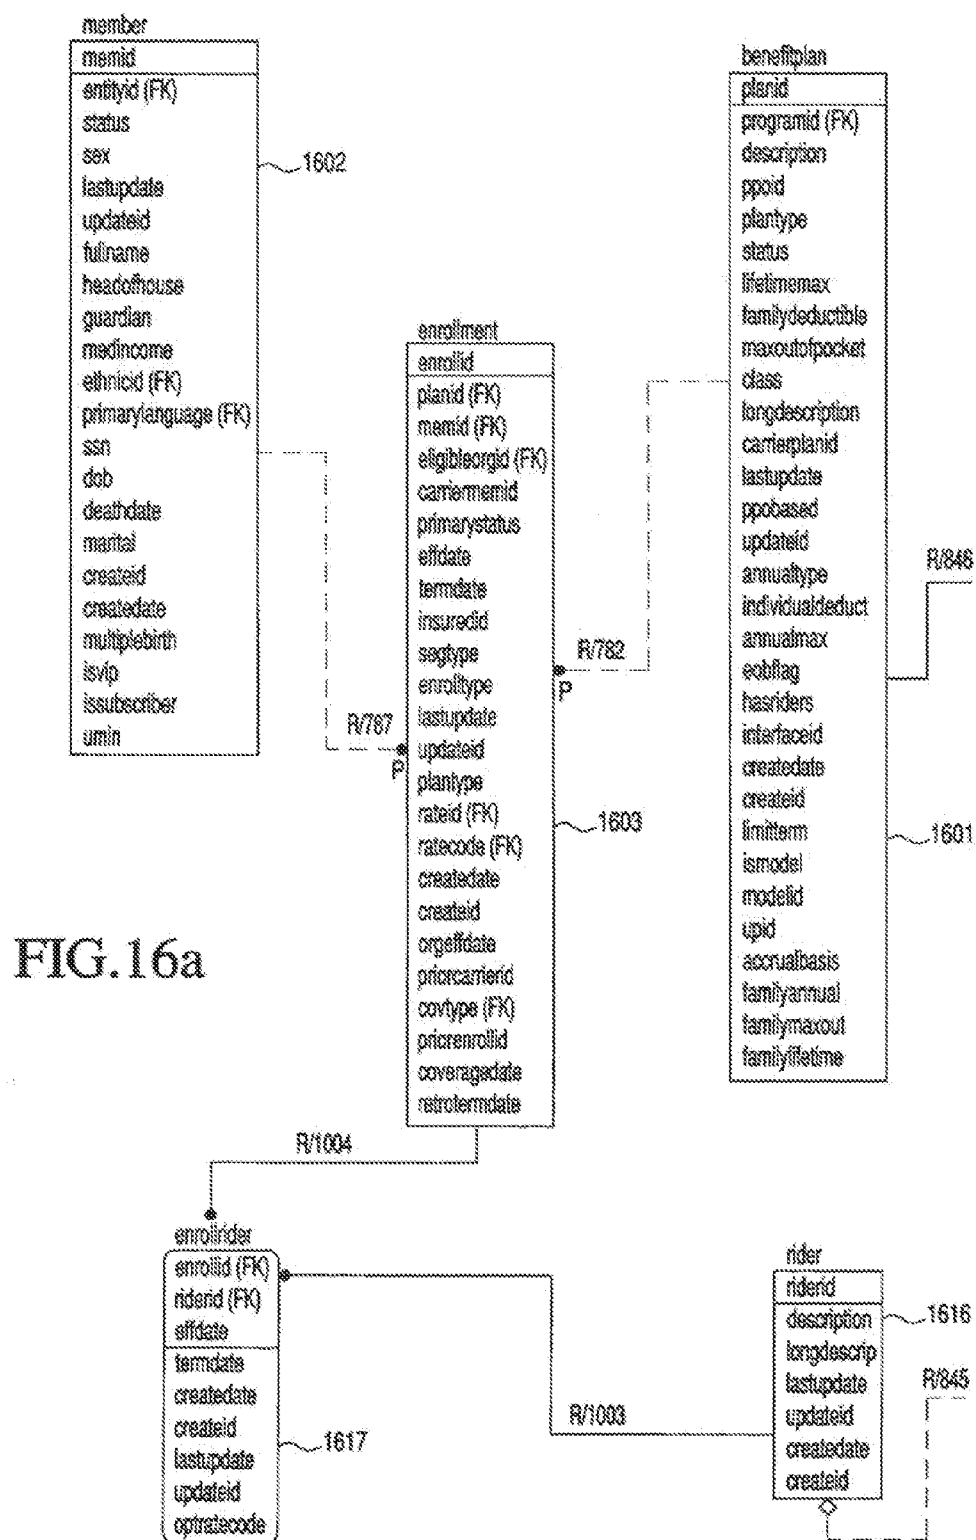 member
memid
entityid (FK)
status
sex
lastupdate
updateid
fullname
headofhouse
guardian
medincome
ethnicid (FK)
primarylanguage (FK)
ssn
dob
deathdate
marital
createid
createdate
multiplebirth
isvip
issubscriber
umin
1602
benefitplan
planid
programid (FK)
description
ppoid
plantype
status
lifetimemax
familydeductible
maxoutofpocket
class
longdescription
carrierplanid
lastupdate
ppobased
updateid
annualtype
individualdeduct
annualmax
eobflag
hasriders
interfaceid
createdate
createid
limitterm
ismodel
modelid
upid
accrualbasis
familyannual
familymaxout
familylifetime
R/846
1601
enrollment
enrollid
planid (FK)
memid (FK)
eligibleorgid (FK)
carriermemid
primarystatus
effdate
termdate
insuredid
segtype
enrolltype
lastupdate
updateid
plantype
rateid (FK)
ratecode (FK)
createdate
createid
orgeffdate
priorcarrierid
covtype (FK)
priorenrollid
coveragedate
retrotermdate
R/782
P
R/787
P
1603
FIG.16a
R/1004
enrollrider
enrollid (FK)
riderid (FK)
effdate
termdate
createdate
createid
lastupdate
updateid
optratecode
1617
R/1003
rider
riderid
description
longdescrip
lastupdate
updateid
createdate
createid
1616
R/845